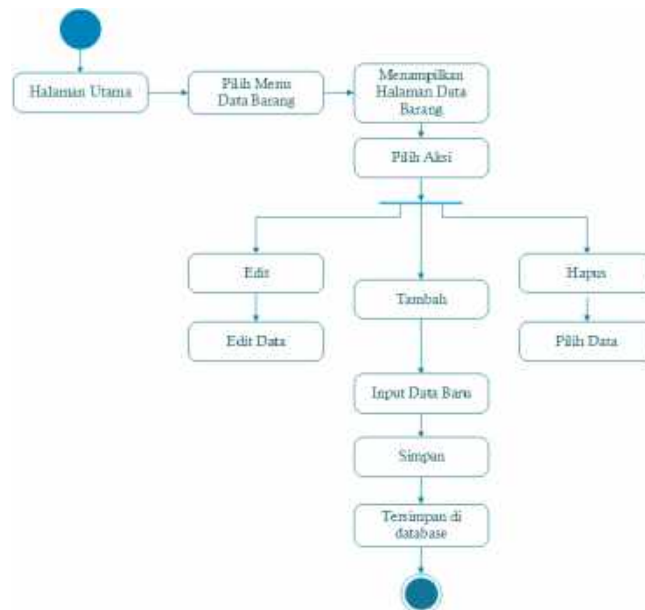 Halaman Utama
Pilih Menu
Data Barang
Menampilkan
Halaman Data
Barang
Pilih Aksi
Edit
Tambah
Hapus
Edit Data
Pilih Data
Input Data Baru
Simpan
Tersimpan di
database